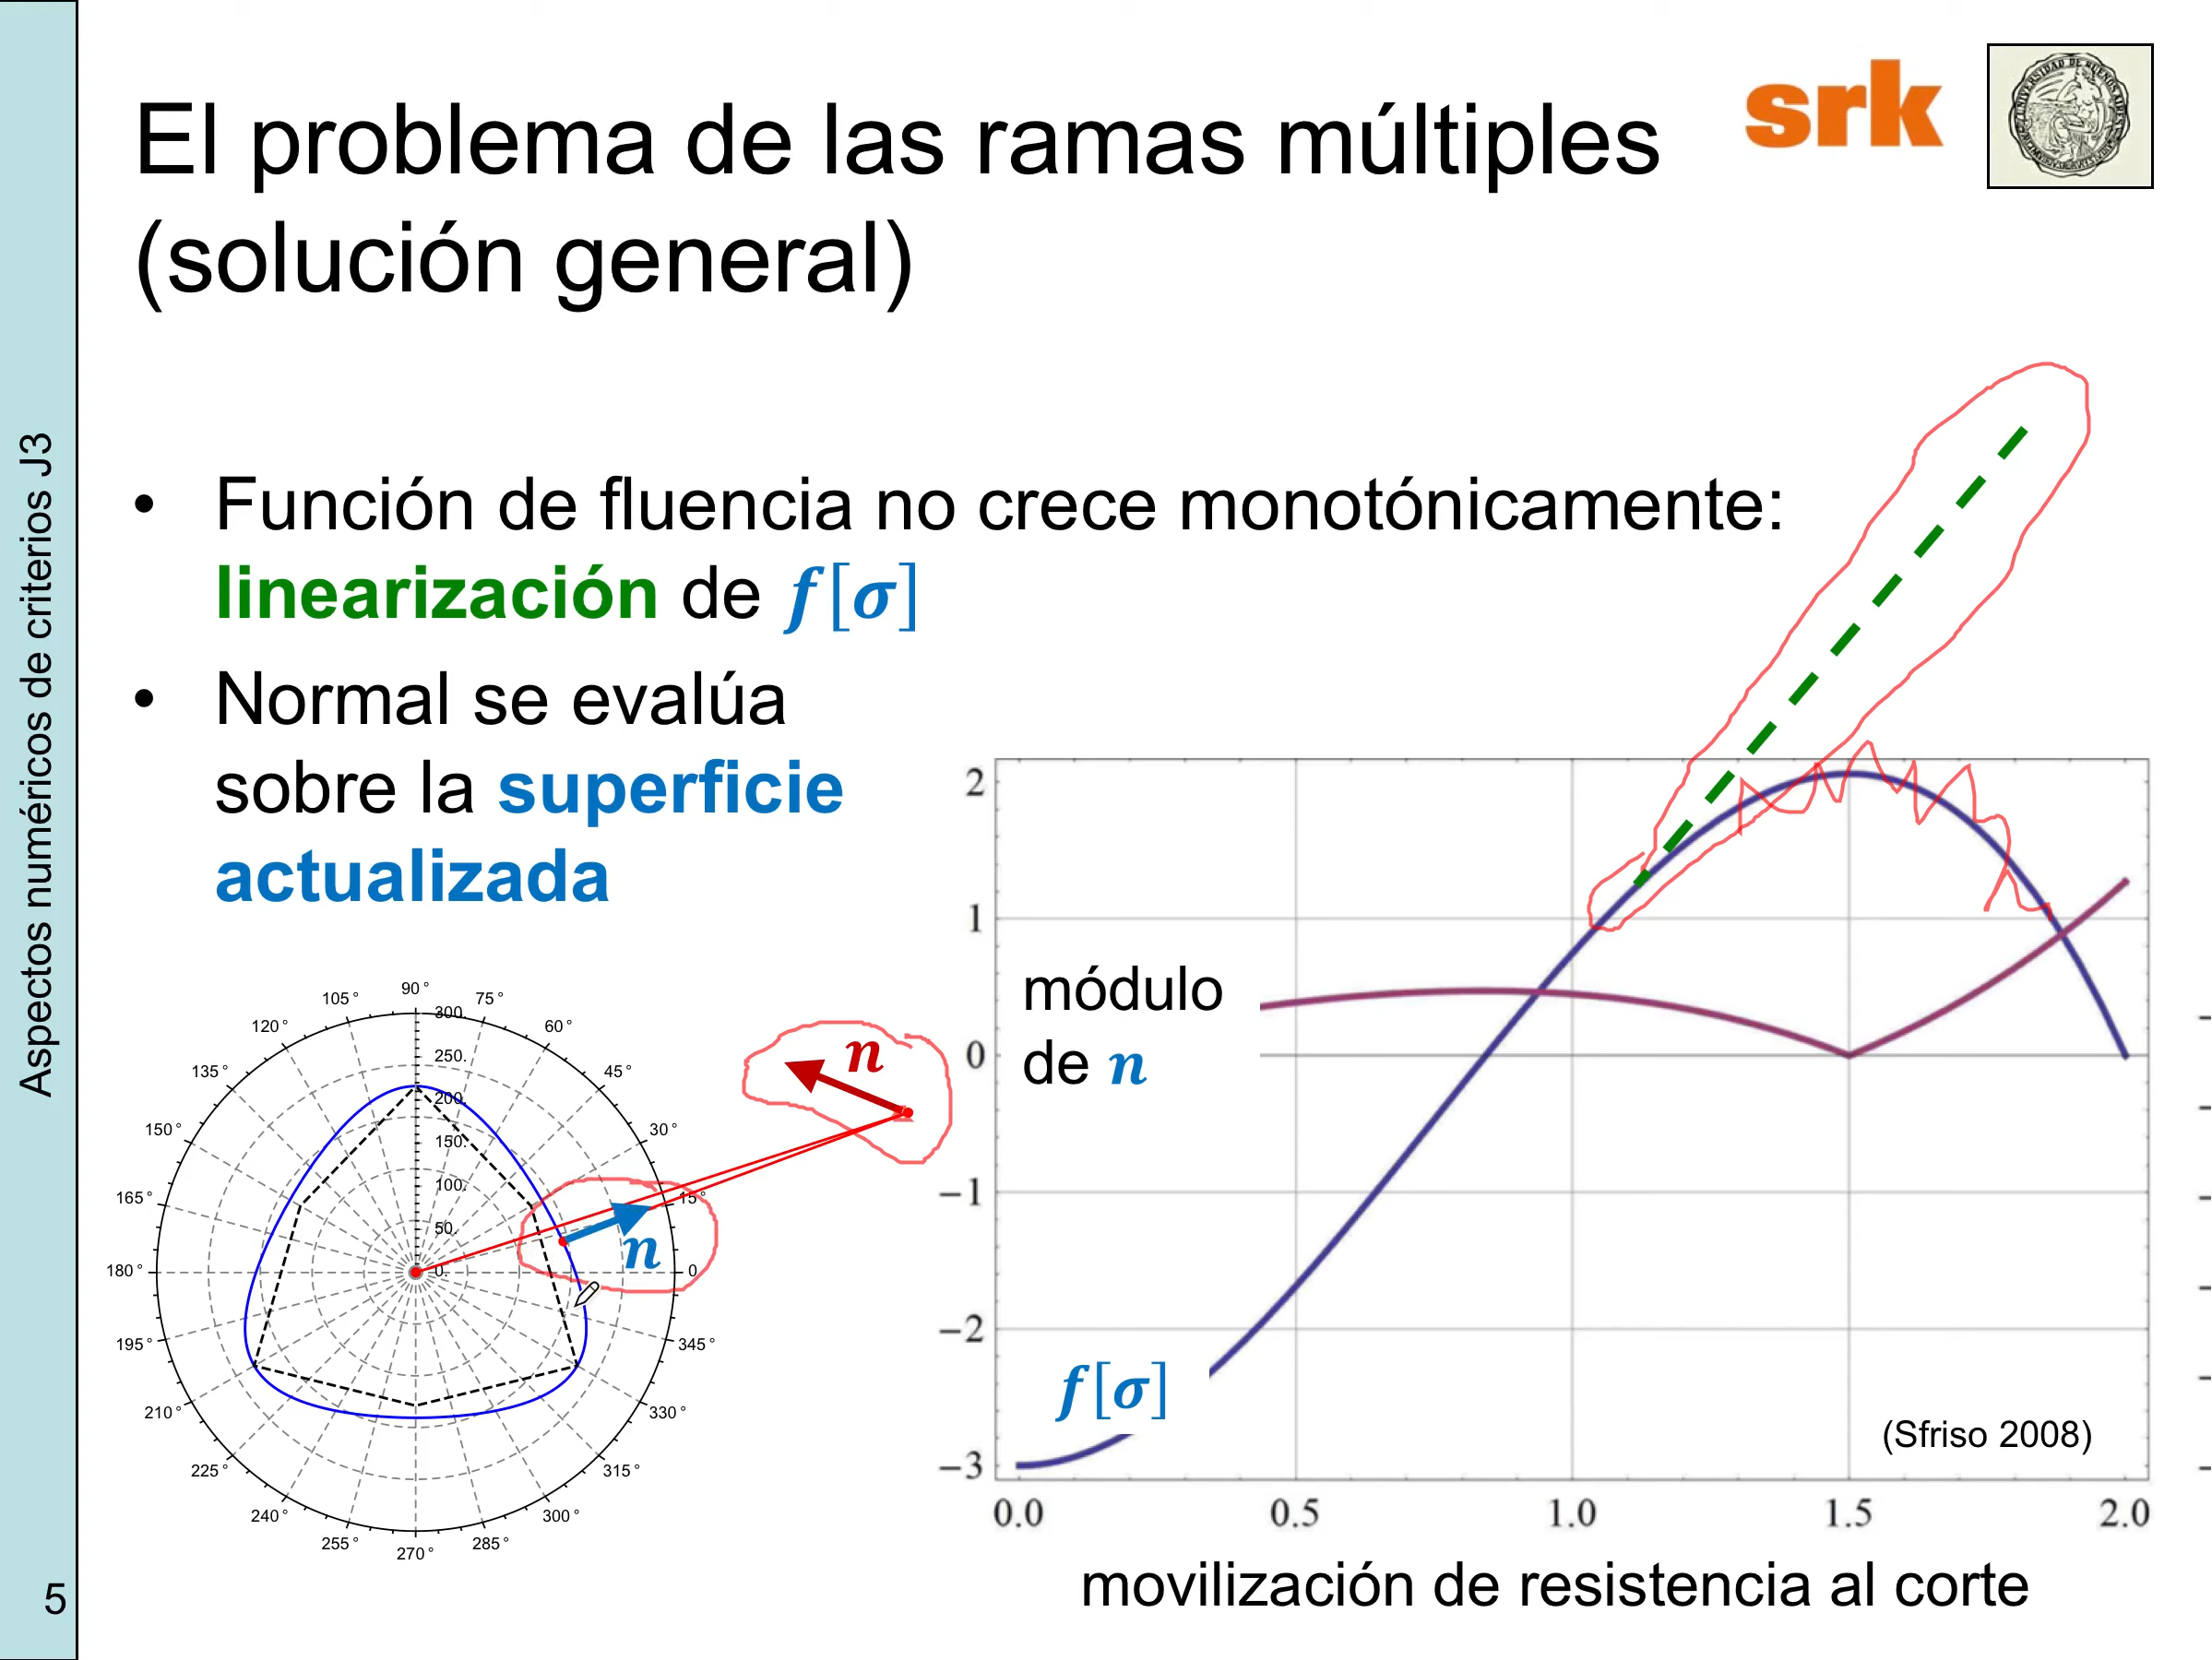 El problema de las ramas múltiples
(solución general)
srk
• Función de fluencia no crece monotónicamente:
linearización de f[σ]
• Normal se evalúa
sobre la superficie
actualizada
Aspectos numéricos de criterios J3
5
90°
75°
60°
45°
30°
15°
0
345°
330°
315°
300°
285°
270°
255°
240°
225°
210°
195°
180°
165°
150°
135°
120°
105°
300.
250.
200.
150.
100.
50.
0.
n
n
2
1
0
−1
−2
−3
módulo
de n
f[σ]
(Sfriso 2008)
0.0 0.5 1.0 1.5 2.0
movilización de resistencia al corte